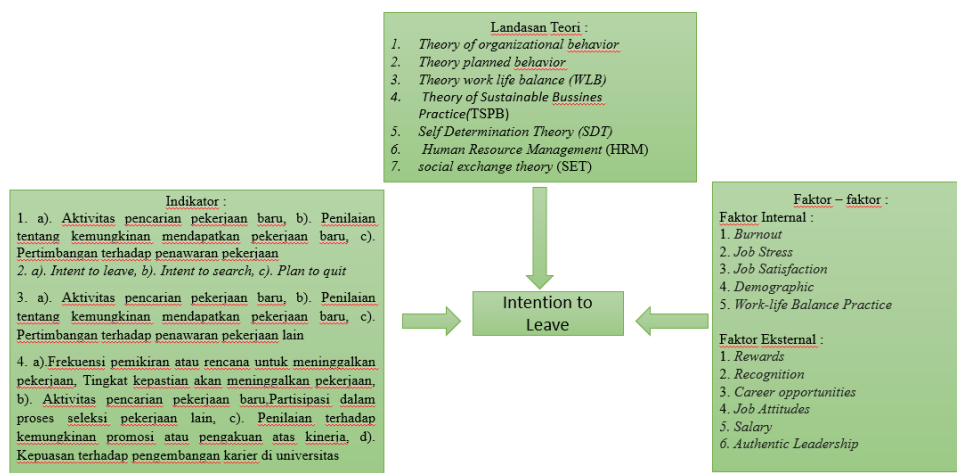 Landasan Teori :
1. Theory of organizational behavior
2. Theory planned behavior
3. Theory work life balance (WLB)
4. Theory of Sustainable Bussines
Practice(TSPB)
5. Self Determination Theory (SDT)
6. Human Resource Management (HRM)
7. social exchange theory (SET)
Indikator :
1. a). Aktivitas pencarian pekerjaan baru, b). Penilaian
tentang kemungkinan mendapatkan pekerjaan baru, c).
Pertimbangan terhadap penawaran pekerjaan
2. a). Intent to leave, b). Intent to search, c). Plan to quit
3. a). Aktivitas pencarian pekerjaan baru, b). Penilaian
tentang kemungkinan mendapatkan pekerjaan baru, c).
Pertimbangan terhadap penawaran pekerjaan lain
4. a).Frekuensi pemikiran atau rencana untuk meninggalkan
pekerjaan, Tingkat kepastian akan meninggalkan pekerjaan,
b). Aktivitas pencarian pekerjaan baru,Partisipasi dalam
proses seleksi pekerjaan lain, c). Penilaian terhadap
kemungkinan promosi atau pengakuan atas kinerja, d).
Kepuasan terhadap pengembangan karier di universitas
Intention to
Leave
Faktor – faktor :
Faktor Internal :
1. Burnout
2. Job Stress
3. Job Satisfaction
4. Demographic
5. Work-life Balance Practice
Faktor Eksternal :
1. Rewards
2. Recognition
3. Career opportunities
4. Job Attitudes
5. Salary
6. Authentic Leadership